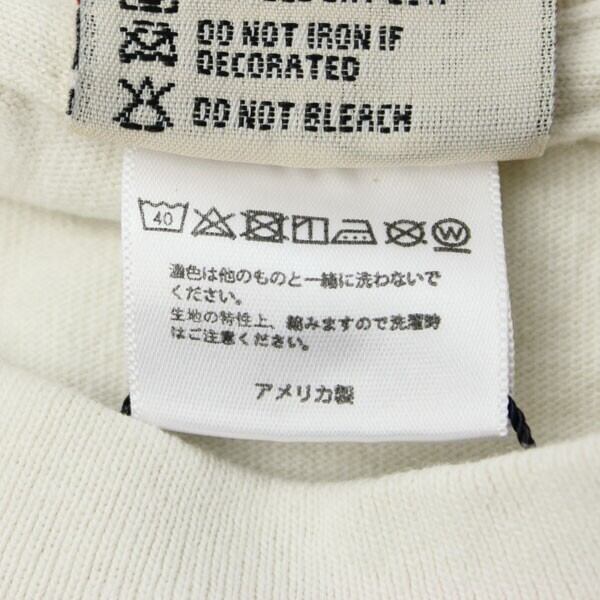 DO NOT IRON IF
DECORATED
DO NOT BLEACH
40
W
濃色は他のものと一緒に洗わないで
ください。
生地の特性上、縮みますので洗濯時
はご注意ください。
アメリカ製